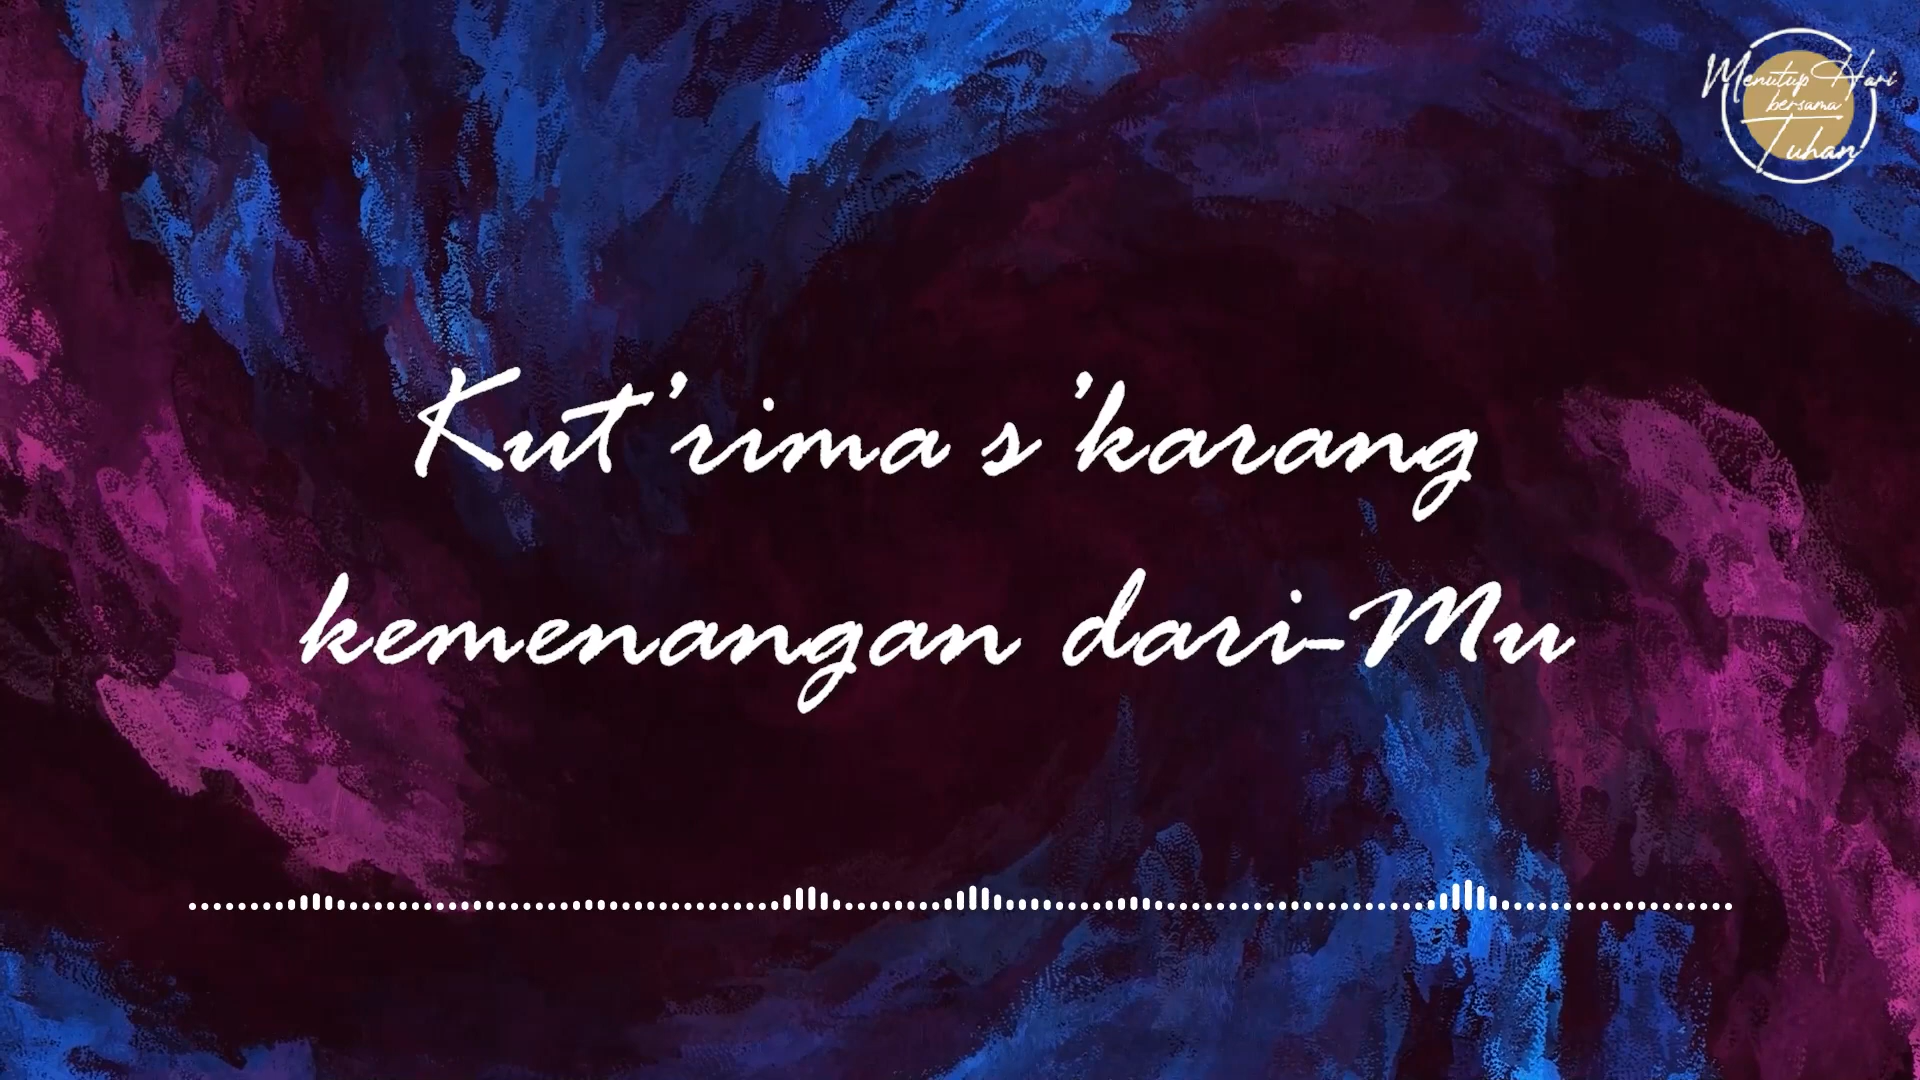 Menutup Hari
bersama
Tuhan
Kut'rima s'karang
kemenangan dari-Mu